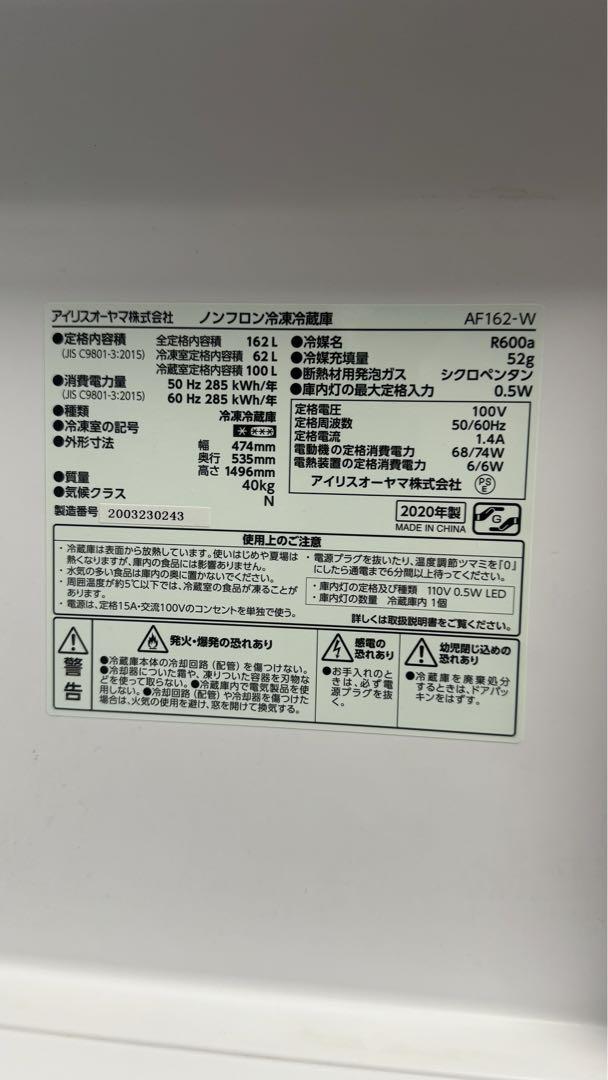 アイリスオーヤマ株式会社 ノンフロン冷凍冷蔵庫 AF162-W
●定格内容積 全定格内容積 162 L
(JIS C9801-3:2015) 冷凍室定格内容積 62 L
冷蔵室定格内容積 100 L
●消費電力量 50 Hz 285 kWh/年
(JIS C9801-3:2015) 60 Hz 285 kWh/年
●種類 冷凍冷蔵庫
●冷凍室の記号
●外形寸法 幅 474mm
奥行 535mm
高さ 1496mm
●質量 40kg
●気候クラス N
製造番号 2003230243
●冷媒名 R600a
●冷媒充填量 52g
●断熱材用発泡ガス シクロペンタン
●庫内灯の最大定格入力 0.5W
定格電圧 100V
定格周波数 50/60Hz
定格電流 1.4A
電動機の定格消費電力 68/74W
電熱装置の定格消費電力 6/6W
アイリスオーヤマ株式会社 PSE
2020年製
MADE IN CHINA
G
使用上のご注意
・冷蔵庫は表面から放熱しています。使いはじめや夏場は
熱くなりますが、庫内の食品には影響ありません。
・水気の多い食品は庫内の奥に置かないでください。
・周囲温度が約5℃以下では、冷蔵室の食品が凍ることが
あります。
・電源は、定格15A・交流100Vのコンセントを単独で使う。
・電源プラグを抜いたり、温度調節ツマミを「0」
にしたら通電まで6分間以上待ってください。
・庫内灯の定格及び種類 110V 0.5W LED
・庫内灯の数量 冷蔵庫内 1個
詳しくは取扱説明書をご覧ください。
警告
発火・爆発の恐れあり
●冷蔵庫本体の冷却回路（配管）を傷つけない。
●冷却器についた霜や、凍りついた容器を刃物な
どを使って取らない。●冷蔵庫内で電気製品を使
用しない。●冷却回路（配管）や冷却器を傷つけた
場合は、火気の使用を避け、窓を開けて換気する。
感電の
恐れあり
●お手入れのと
きは、必ず電
源プラグを抜
く。
幼児閉じ込めの
恐れあり
●冷蔵庫を廃棄処分
するときは、ドアパッ
キンをはずす。